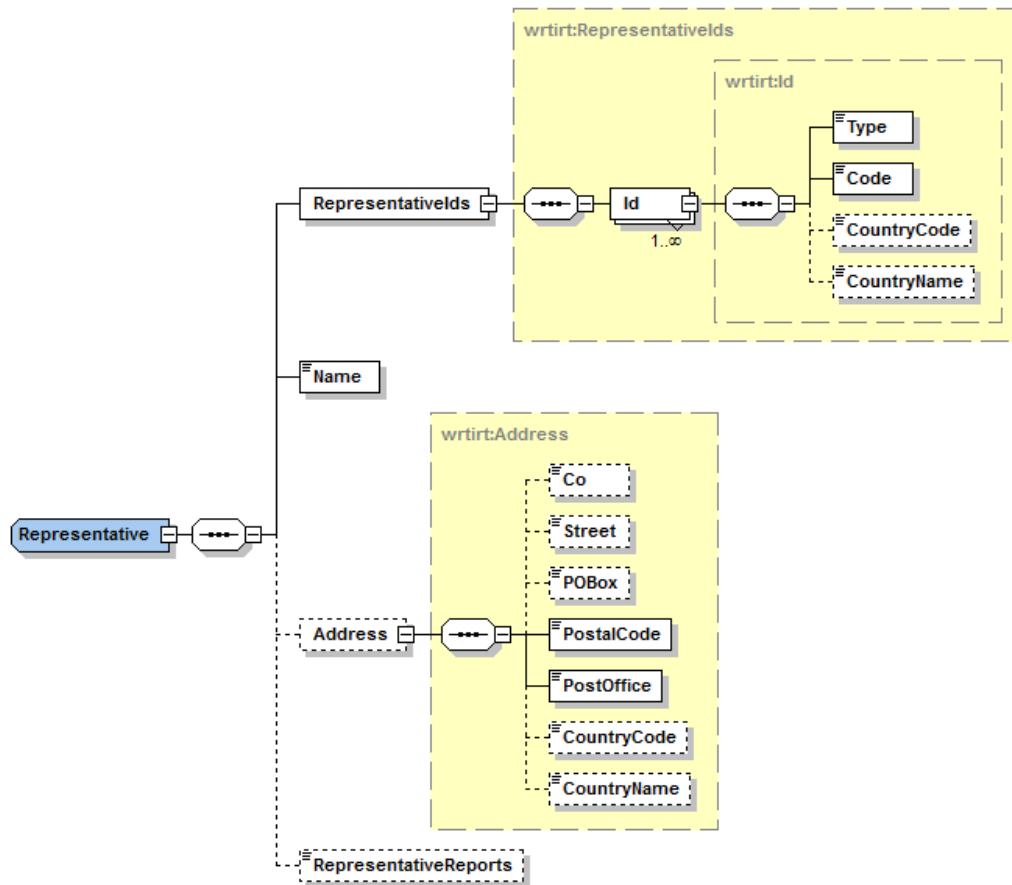 wrtirt:RepresentativeIds
wrtirt:Id
Type
Code
RepresentativeIds
Id
1..∞
CountryCode
CountryName
Name
wrtirt:Address
Co
Street
Representative
POBox
Address
PostalCode
PostOffice
CountryCode
CountryName
RepresentativeReports